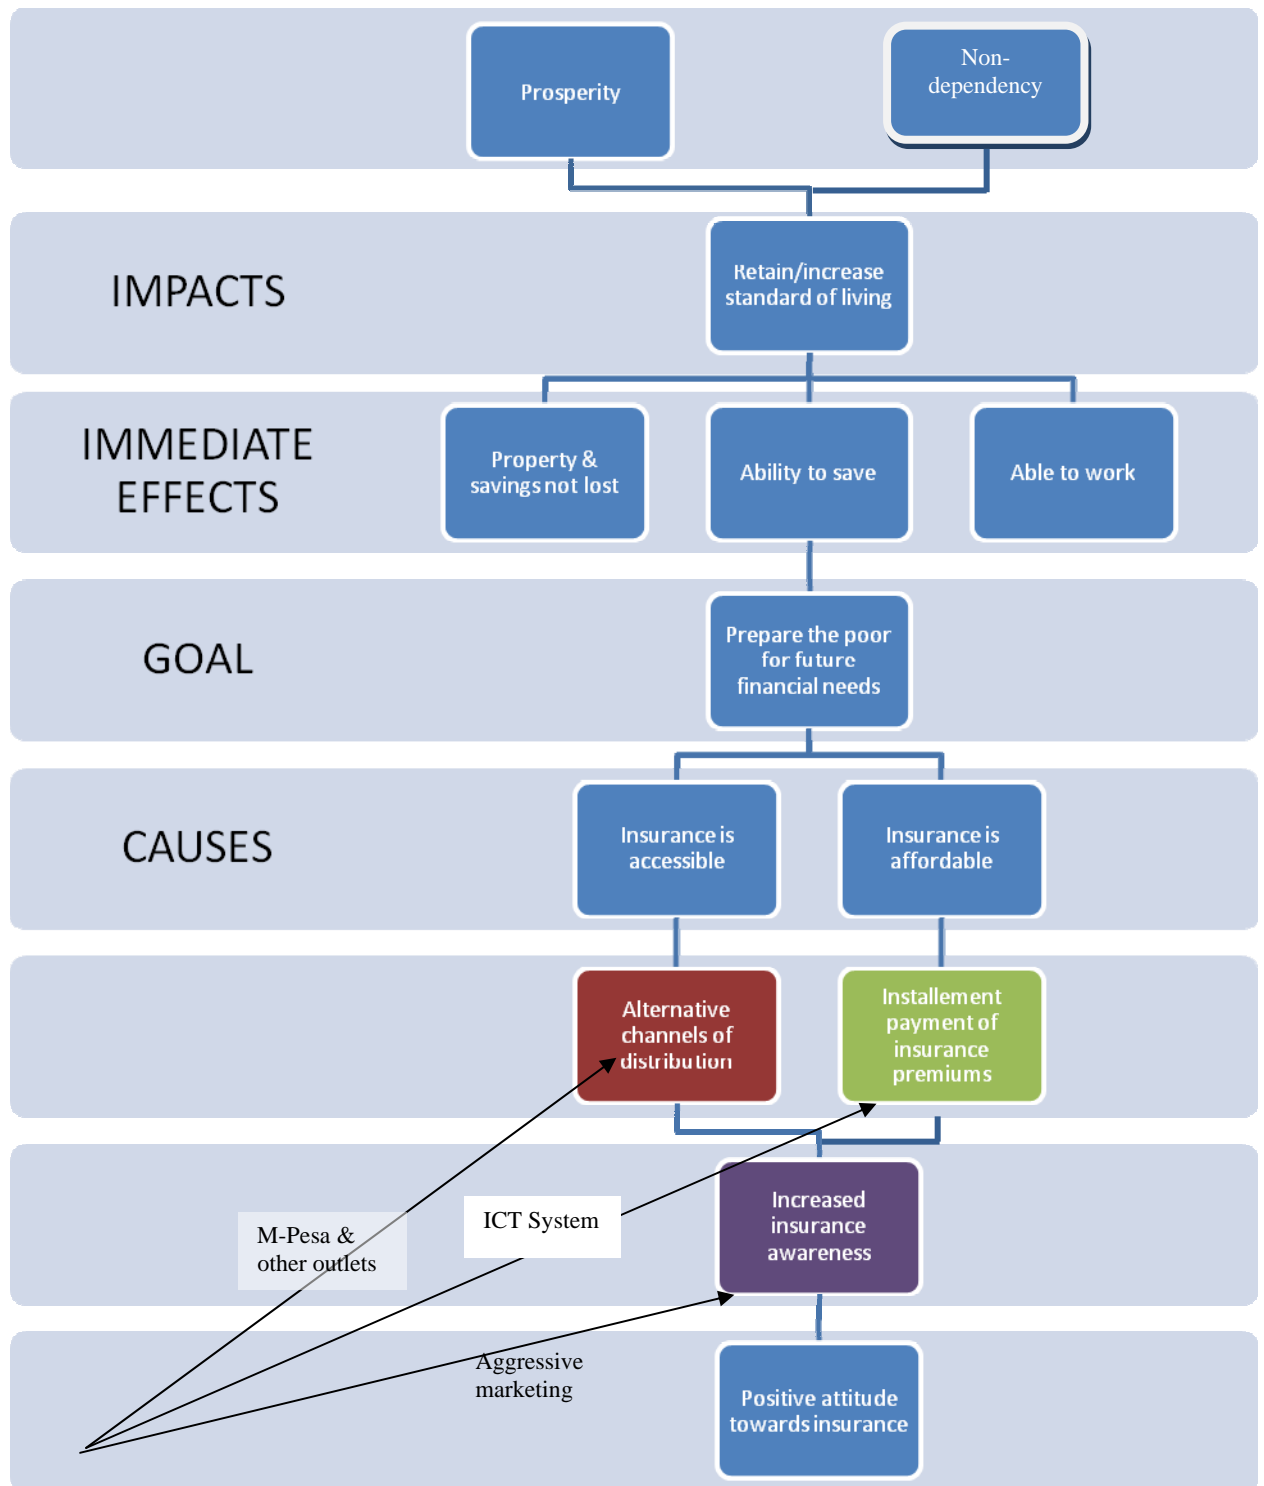 Prosperity
Non-
dependency
IMPACTS
Retain/increase
standard of living
IMMEDIATE
EFFECTS
Property &
savings not lost
Ability to save
Able to work
GOAL
Prepare the poor
for future
financial needs
CAUSES
Insurance is
accessible
Insurance is
affordable
Alternative
channels of
distribution
Installement
payment of
insurance
premiums
M-Pesa &
other outlets
ICT System
Increased
insurance
awareness
Aggressive
marketing
Positive attitude
towards insurance